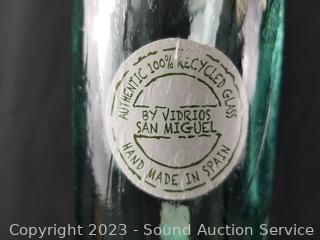 AUTHENTIC 100% RECYCLED GLASS
BY VIDRIOS
SAN MIGUEL
HAND MADE IN SPAIN
Copyright 2023 - Sound Auction Service